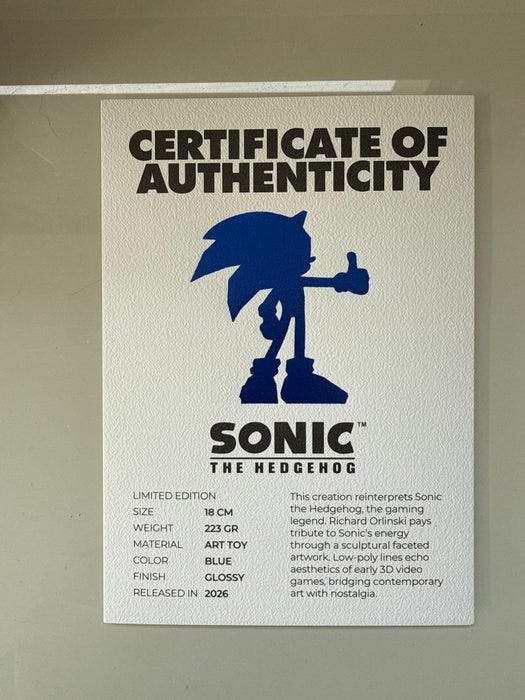 CERTIFICATE OF
AUTHENTICITY
SONIC™
THE HEDGEHOG
LIMITED EDITION
SIZE 18 CM
WEIGHT 223 GR
MATERIAL ART TOY
COLOR BLUE
FINISH GLOSSY
RELEASED IN 2026
This creation reinterprets Sonic
the Hedgehog, the gaming
legend. Richard Orlinski pays
tribute to Sonic's energy
through a sculptural faceted
artwork. Low-poly lines echo
aesthetics of early 3D video
games, bridging contemporary
art with nostalgia.